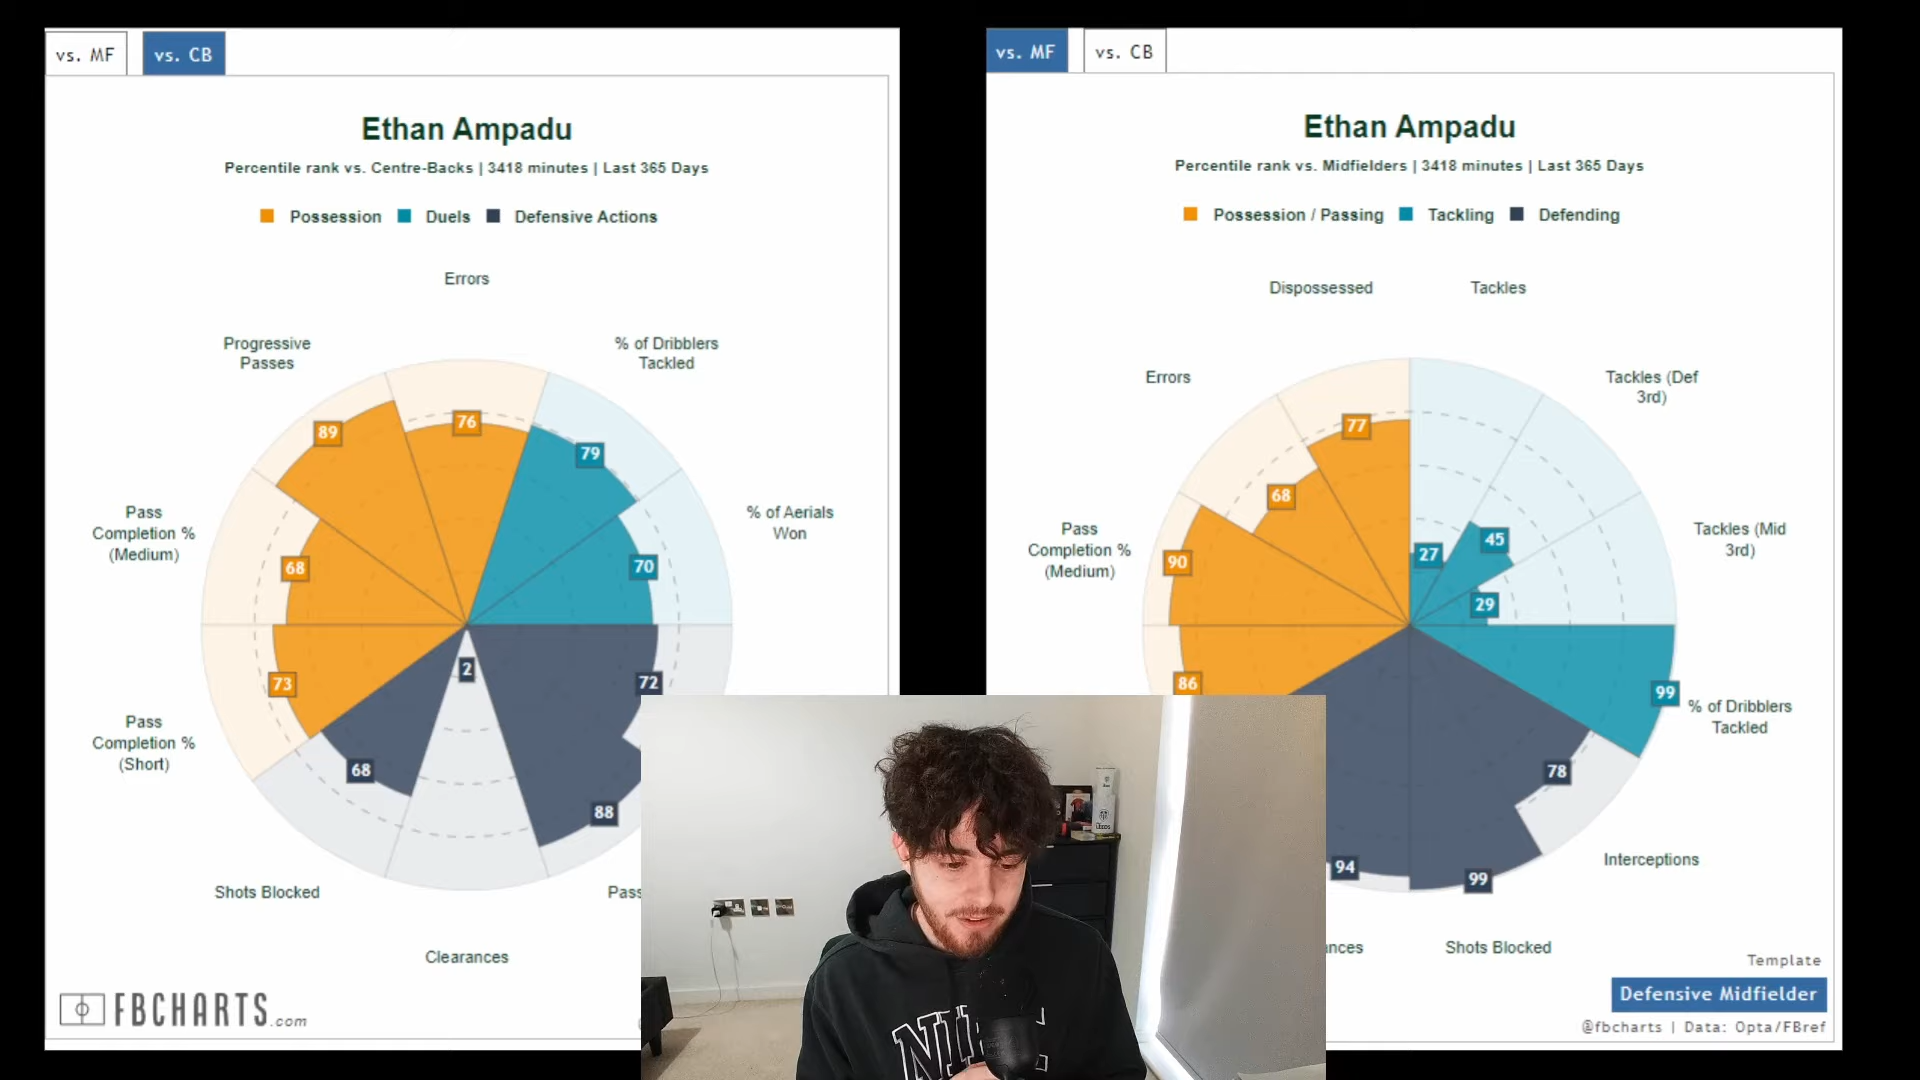 vs. MF
vs. CB
Ethan Ampadu
Percentile rank vs. Centre-Backs | 3418 minutes | Last 365 Days
Possession
Duels
Defensive Actions
Errors
Progressive
Passes
% of Dribblers
Tackled
76
89
79
Pass
Completion %
(Medium)
% of Aerials
Won
68
70
73
2
72
Pass
Completion %
(Short)
68
88
Shots Blocked
Pass
Clearances
FBCHARTS.com
vs. MF
vs. CB
Ethan Ampadu
Percentile rank vs. Midfielders | 3418 minutes | Last 365 Days
Possession / Passing
Tackling
Defending
Dispossessed
Tackles
Errors
Tackles (Def
3rd)
77
68
Pass
Completion %
(Medium)
Tackles (Mid
3rd)
90
27
45
29
86
99
% of Dribblers
Tackled
78
94
99
Interceptions
ances
Shots Blocked
Template
Defensive Midfielder
@fbcharts | Data: Opta/FBref